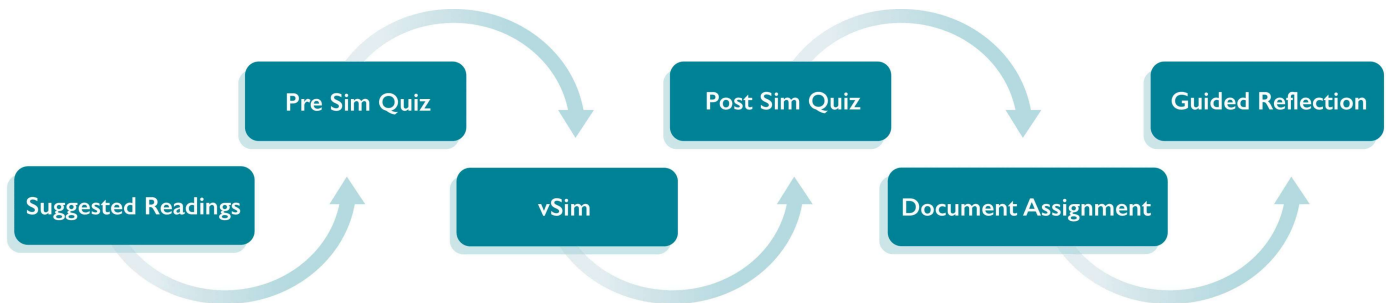 Suggested Readings
Pre Sim Quiz
vSim
Post Sim Quiz
Document Assignment
Guided Reflection